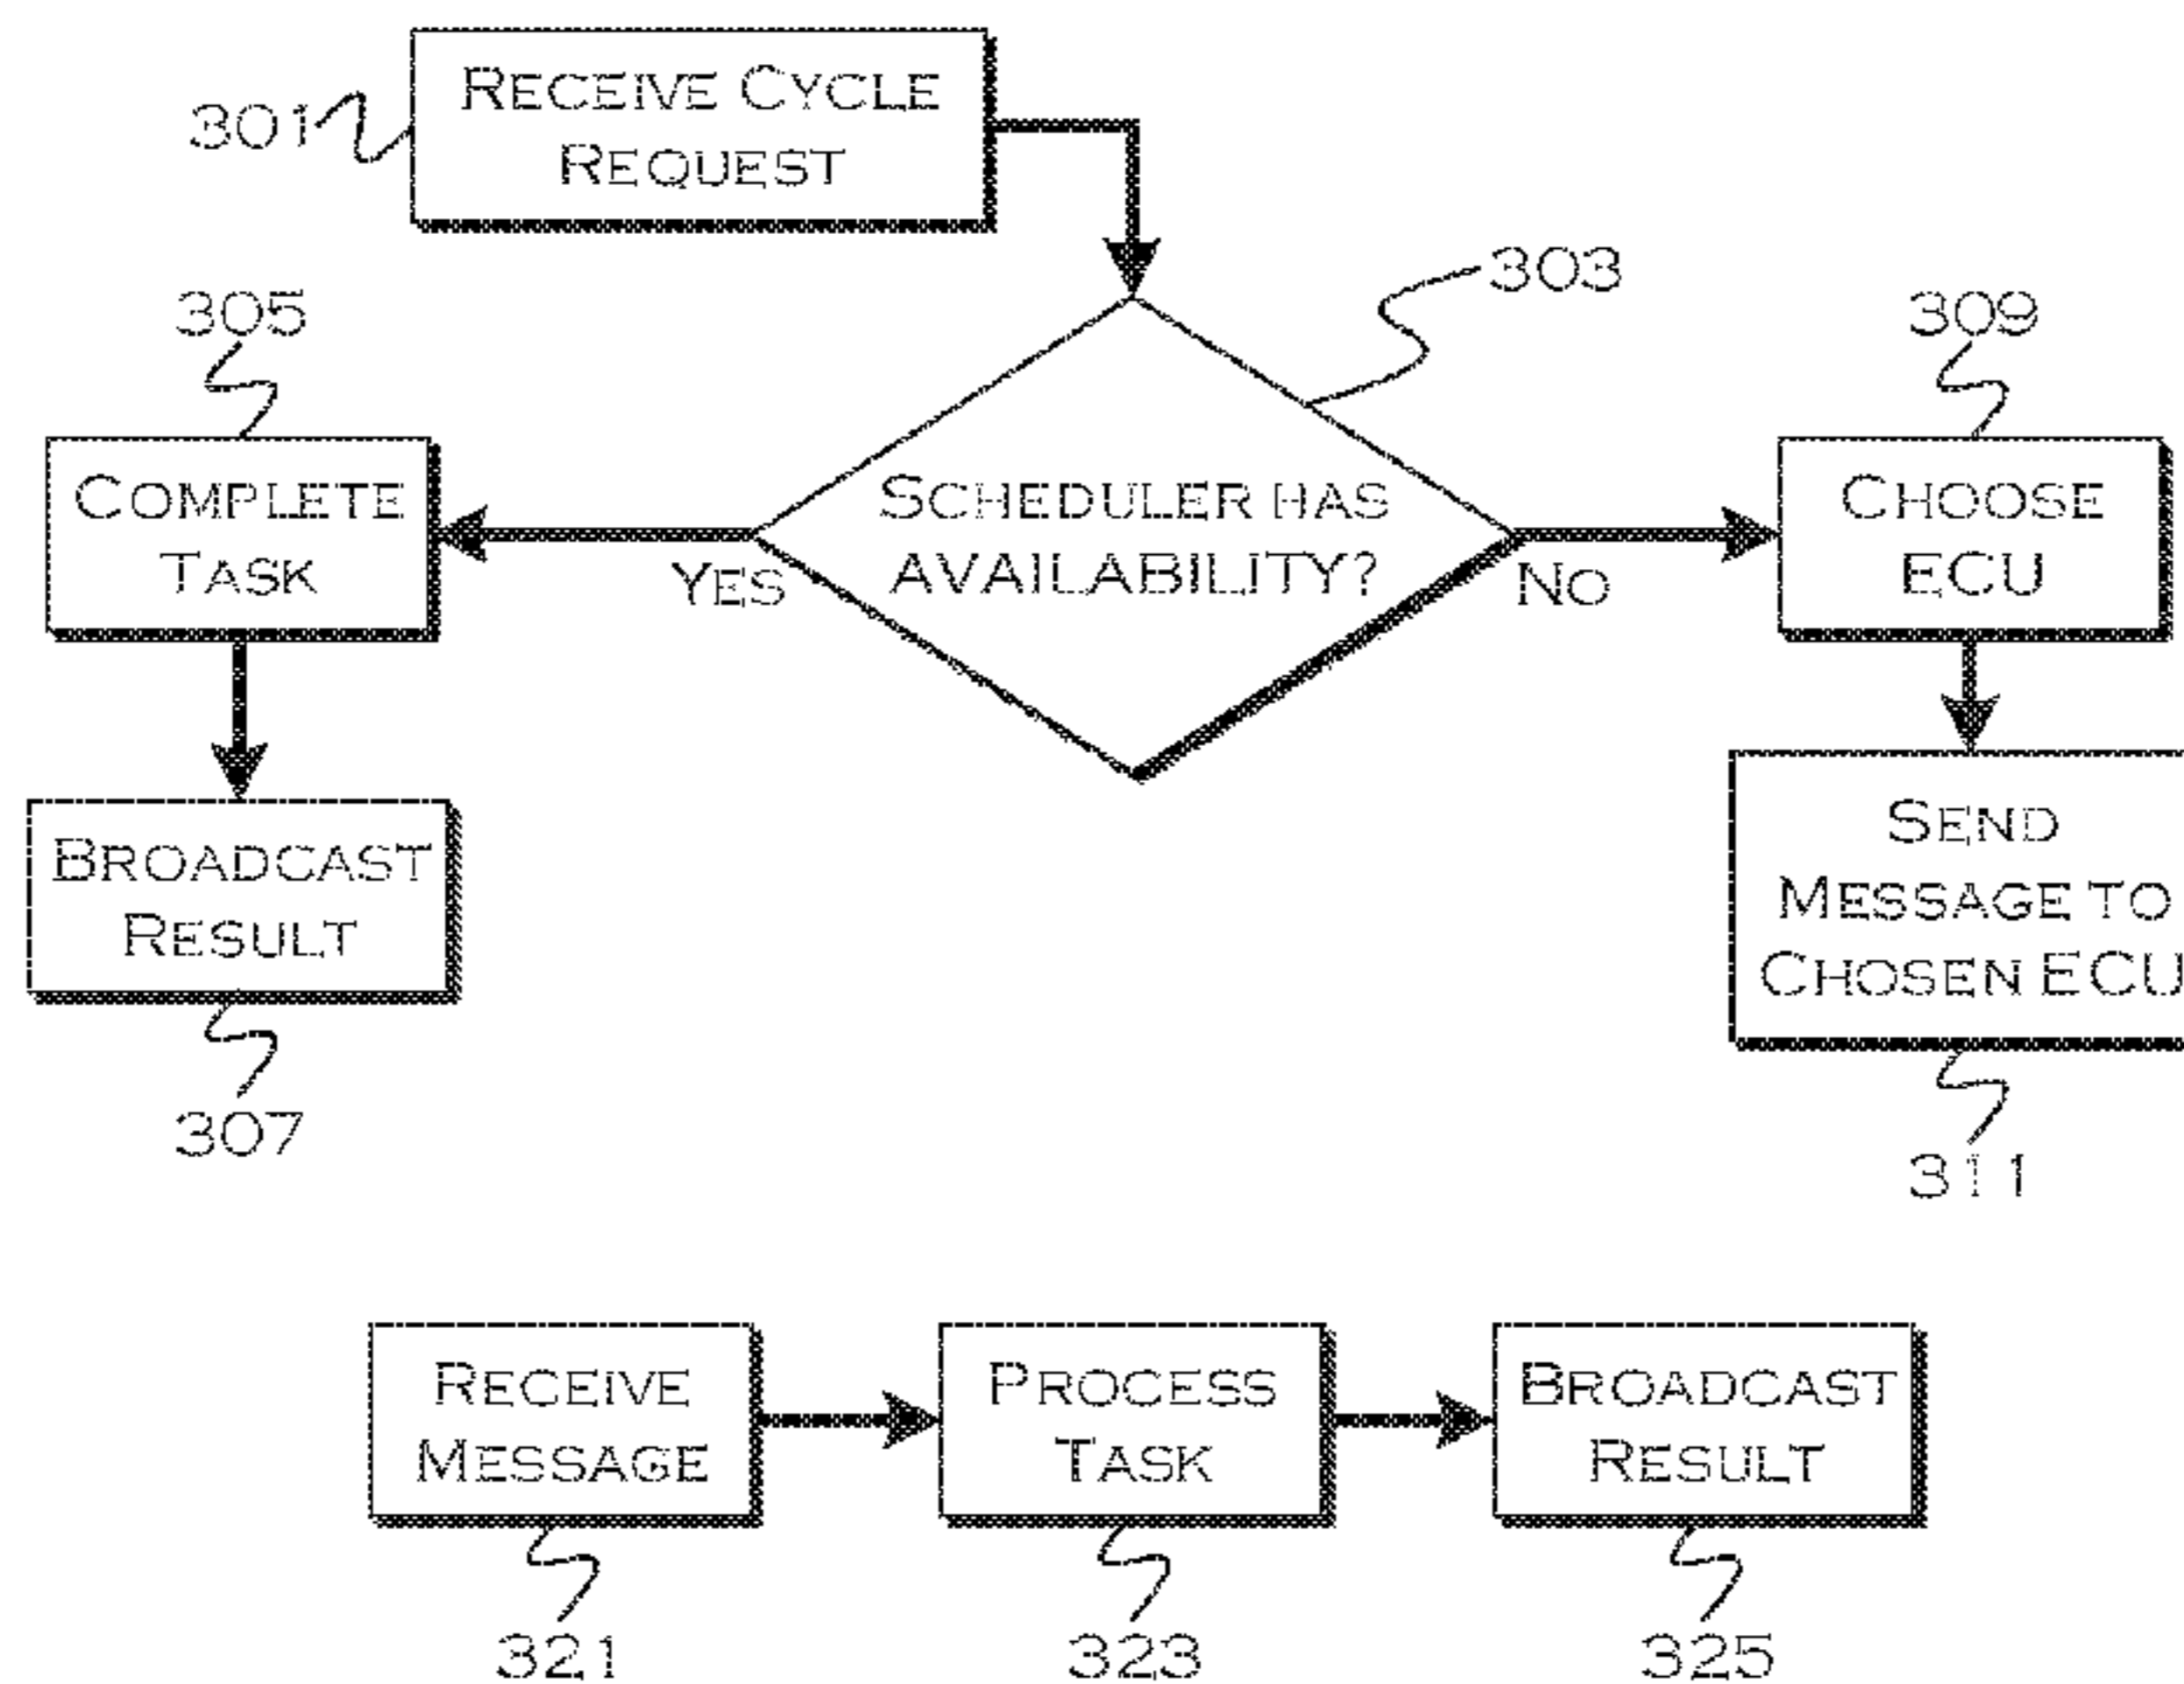 301
RECEIVE CYCLE
REQUEST
303
305
309
COMPLETE
TASK
SCHEDULER HAS
AVAILABILITY?
YES
NO
CHOOSE
ECU
BROADCAST
RESULT
SEND
MESSAGE TO
CHOSEN ECU
307
311
RECEIVE
MESSAGE
PROCESS
TASK
BROADCAST
RESULT
321
323
325